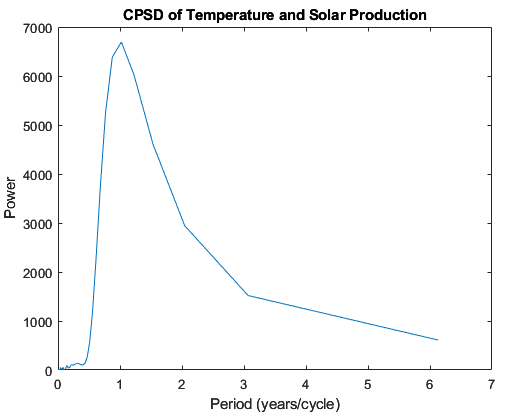 CPSD of Temperature and Solar Production
7000
6000
5000
4000
3000
2000
1000
0
Power
0 1 2 3 4 5 6 7
Period (years/cycle)